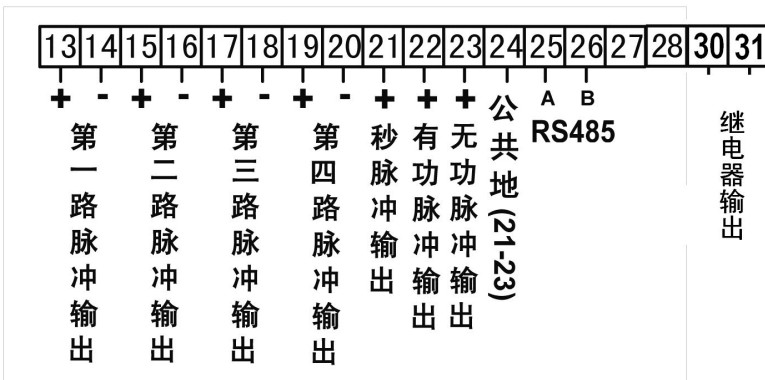 13 14 15 16 17 18 19 20 21 22 23 24 25 26 27 28 30 31
+ - + - + - + - + + +
A B
RS485
第一路脉冲输出
第二路脉冲输出
第三路脉冲输出
第四路脉冲输出
秒脉冲输出
有功脉冲输出
无功脉冲输出
公共地(21-23)
继电器输出